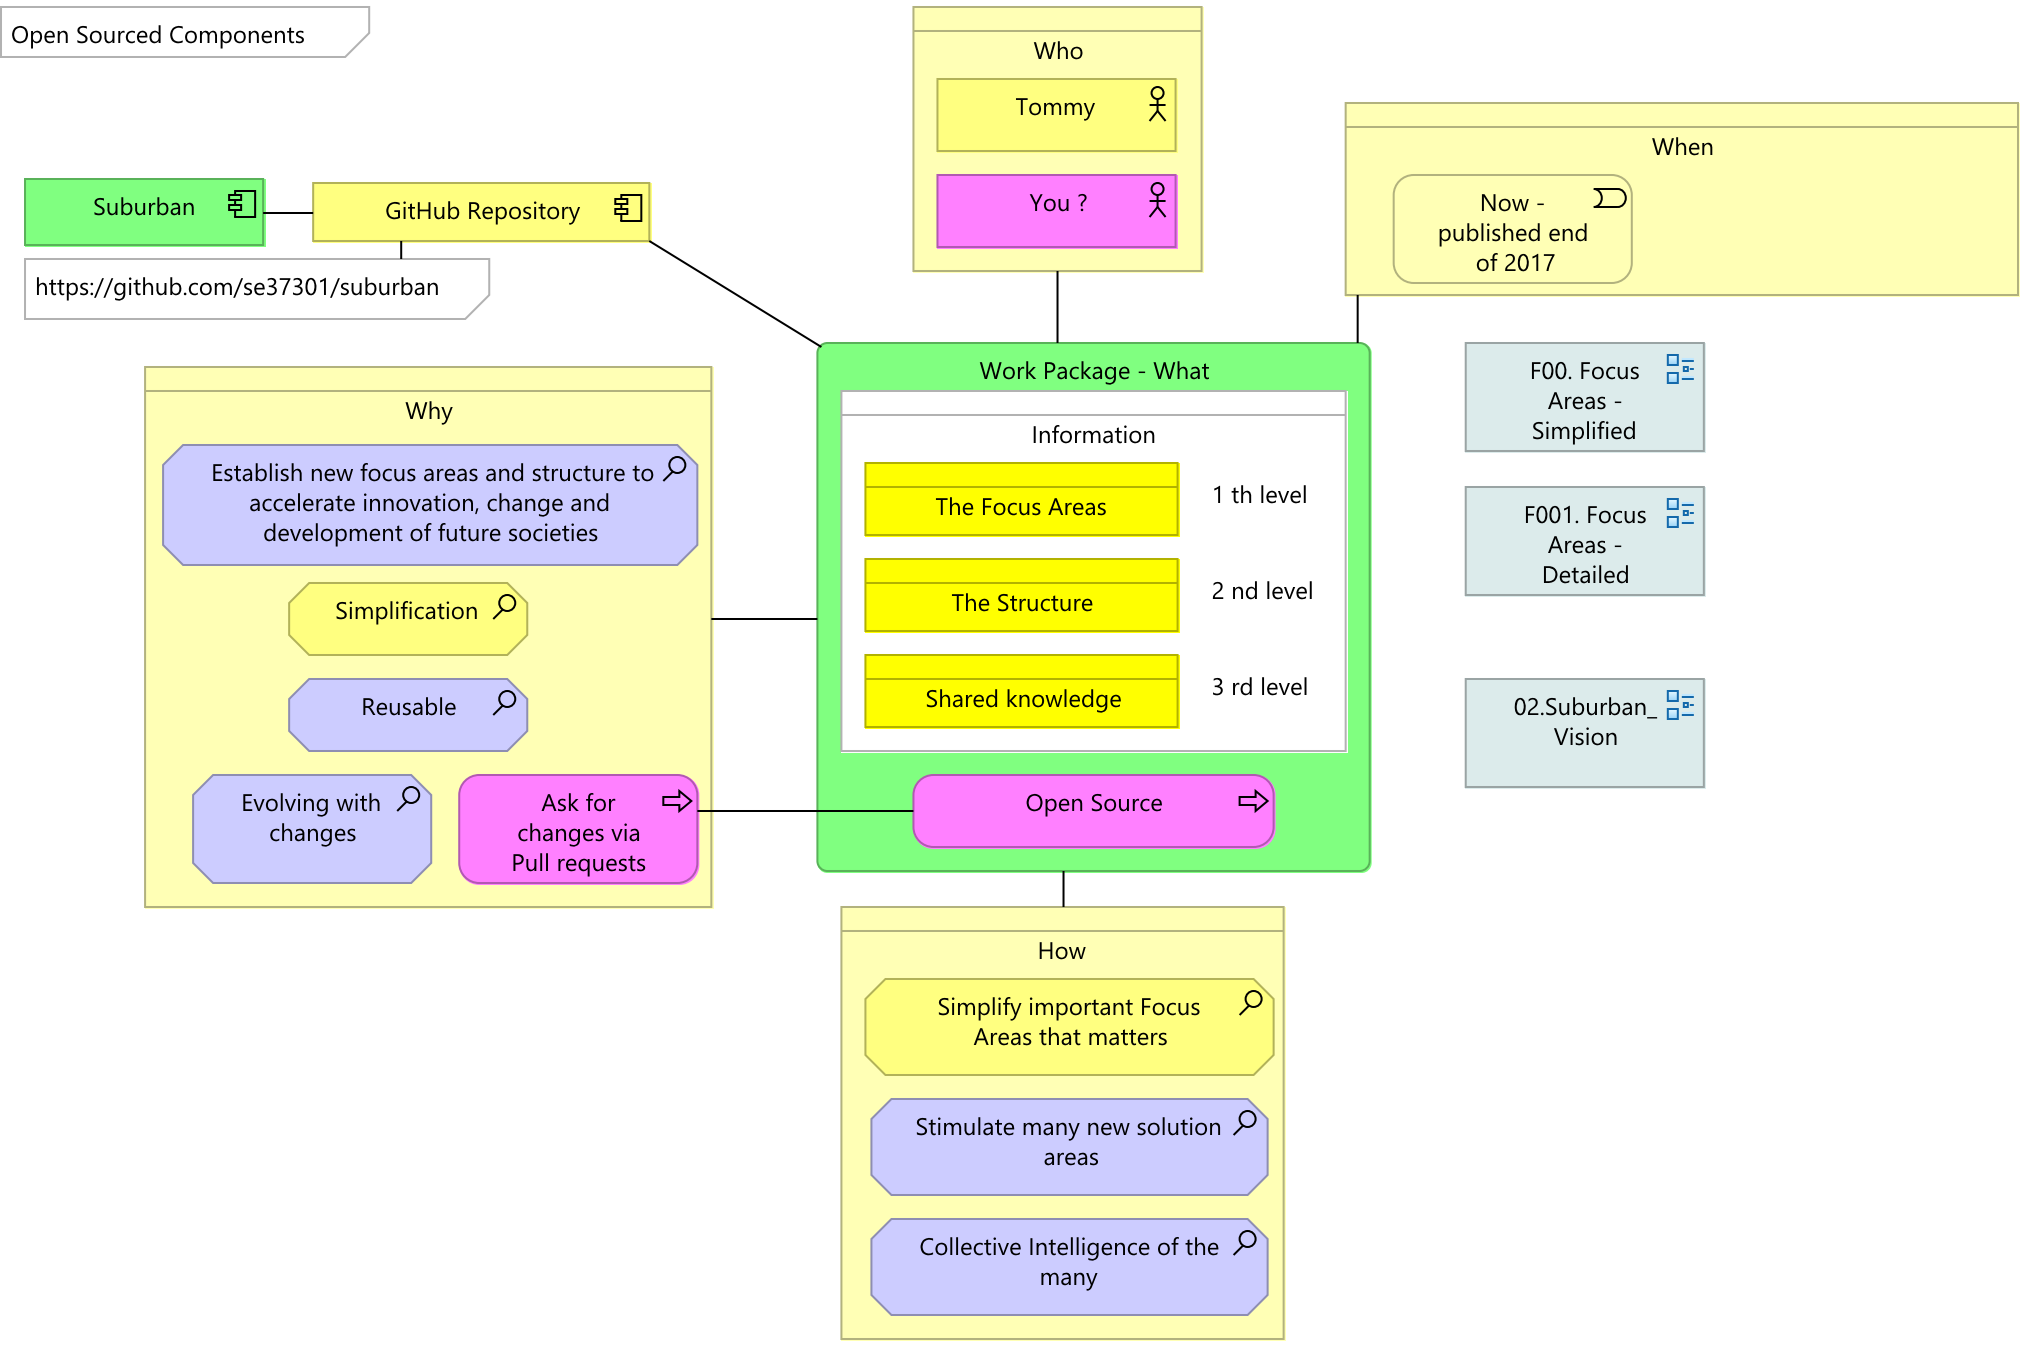 Open Sourced Components
Who
Tommy
You ?
When
Now -
published end
of 2017
Suburban
GitHub Repository
https://github.com/se37301/suburban
Why
Establish new focus areas and structure to
accelerate innovation, change and
development of future societies
Simplification
Reusable
Evolving with
changes
Ask for
changes via
Pull requests
Work Package - What
Information
The Focus Areas
1 th level
The Structure
2 nd level
Shared knowledge
3 rd level
Open Source
F00. Focus
Areas -
Simplified
F001. Focus
Areas -
Detailed
02.Suburban_
Vision
How
Simplify important Focus
Areas that matters
Stimulate many new solution
areas
Collective Intelligence of the
many